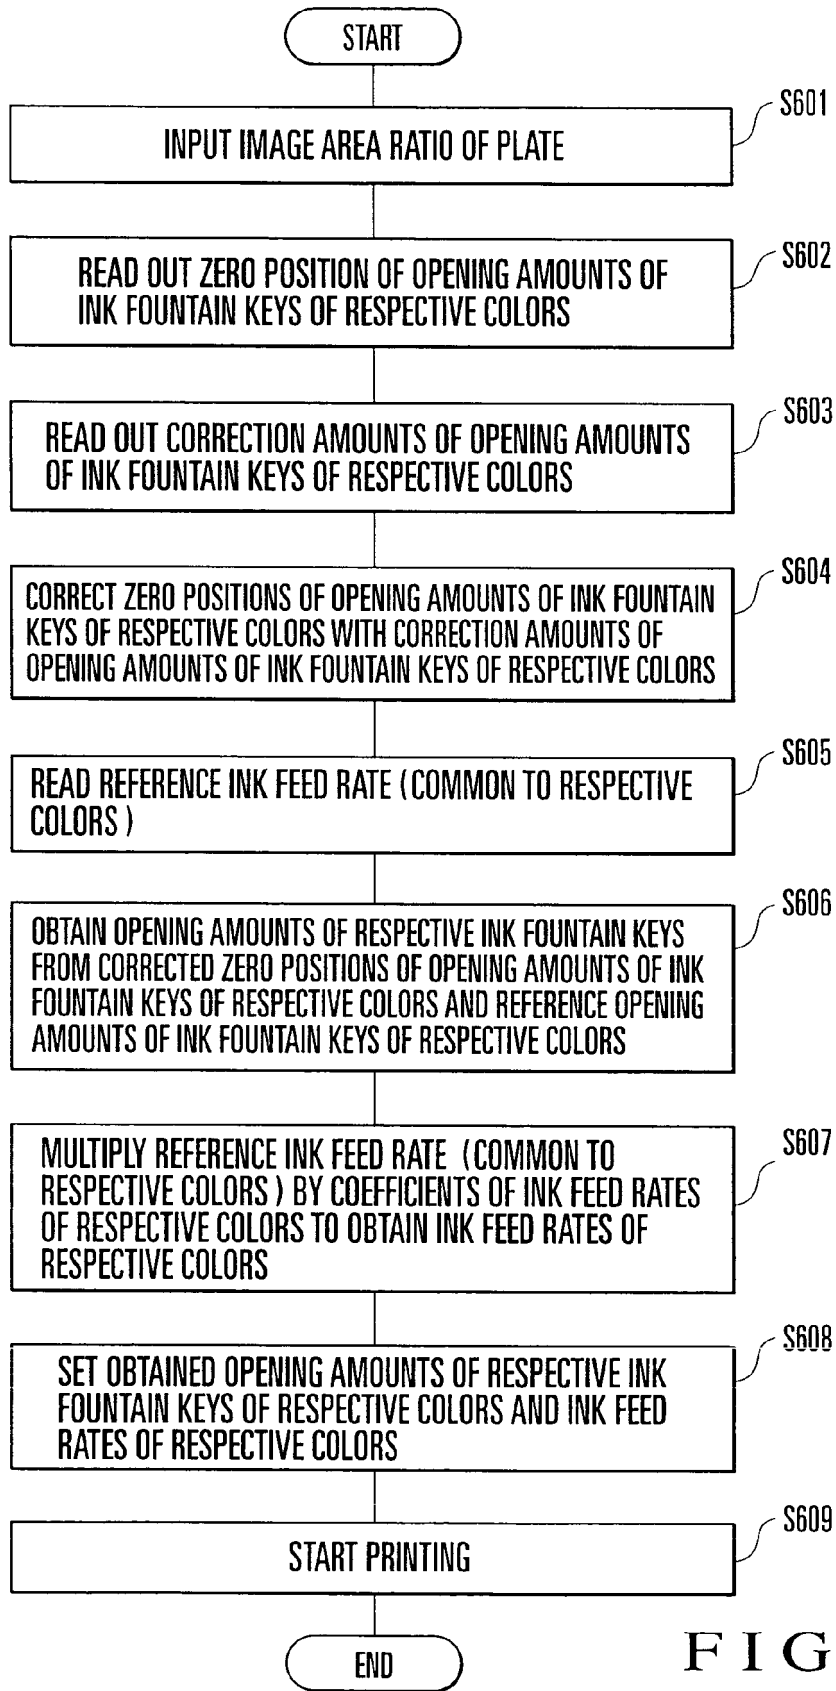 START
S601
INPUT IMAGE AREA RATIO OF PLATE
S602
READ OUT ZERO POSITION OF OPENING AMOUNTS OF
INK FOUNTAIN KEYS OF RESPECTIVE COLORS
S603
READ OUT CORRECTION AMOUNTS OF OPENING AMOUNTS
OF INK FOUNTAIN KEYS OF RESPECTIVE COLORS
S604
CORRECT ZERO POSITIONS OF OPENING AMOUNTS OF INK FOUNTAIN
KEYS OF RESPECTIVE COLORS WITH CORRECTION AMOUNTS OF
OPENING AMOUNTS OF INK FOUNTAIN KEYS OF RESPECTIVE COLORS
S605
READ REFERENCE INK FEED RATE (COMMON TO RESPECTIVE
COLORS)
S606
OBTAIN OPENING AMOUNTS OF RESPECTIVE INK FOUNTAIN KEYS
FROM CORRECTED ZERO POSITIONS OF OPENING AMOUNTS OF INK
FOUNTAIN KEYS OF RESPECTIVE COLORS AND REFERENCE OPENING
AMOUNTS OF INK FOUNTAIN KEYS OF RESPECTIVE COLORS
S607
MULTIPLY REFERENCE INK FEED RATE (COMMON TO
RESPECTIVE COLORS) BY COEFFICIENTS OF INK FEED RATES
OF RESPECTIVE COLORS TO OBTAIN INK FEED RATES OF
RESPECTIVE COLORS
S608
SET OBTAINED OPENING AMOUNTS OF RESPECTIVE INK
FOUNTAIN KEYS OF RESPECTIVE COLORS AND INK FEED
RATES OF RESPECTIVE COLORS
S609
START PRINTING
END
FIG